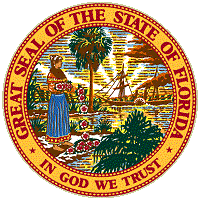 GREAT SEAL OF THE STATE OF FLORIDA
IN GOD WE TRUST